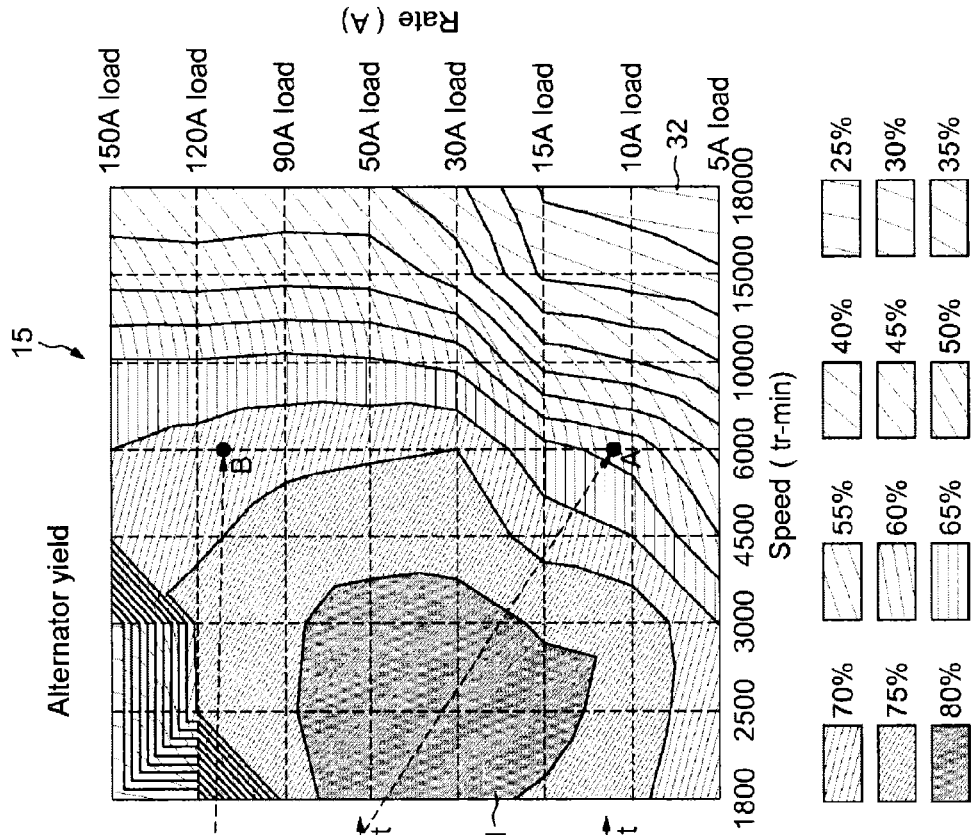 15
Alternator yield
150A load
120A load
90A load
50A load
30A load
15A load
10A load
5A load
Rate ( A )
B
A
t
t
32
1800 2500 3000 4500 6000 10000 15000 18000
Speed ( tr-min)
70% 55% 40% 25%
75% 60% 45% 30%
80% 65% 50% 35%